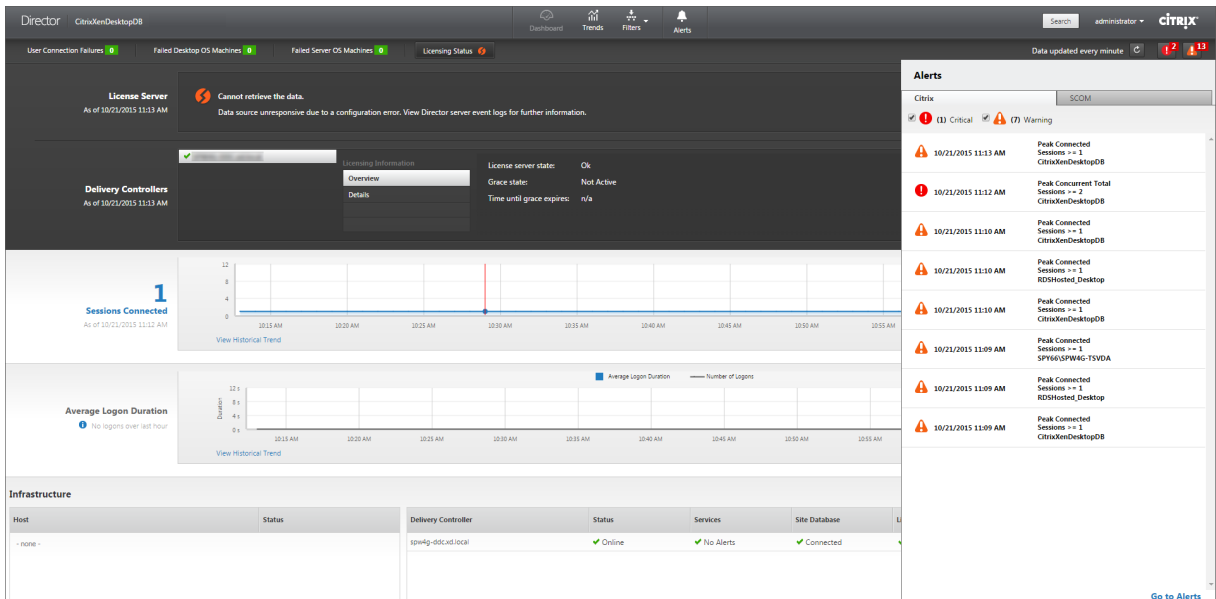 Director CitrixXenDesktopDB
Dashboard Trends Filters Alerts
Search administrator CITRIX
User Connection Failures 0 Failed Desktop OS Machines 0 Failed Server OS Machines 0 Licensing Status
Data updated every minute 2 13
License Server
As of 10/21/2015 11:13 AM
Cannot retrieve the data.
Data source unresponsive due to a configuration error. View Director server event logs for further information.
Delivery Controllers
As of 10/21/2015 11:13 AM
Licensing Information
Overview
Details
License server state: Ok
Grace state: Not Active
Time until grace expires: n/a
1
Sessions Connected
As of 10/21/2015 11:12 AM
12
8
4
0
10:15 AM 10:20 AM 10:25 AM 10:30 AM 10:35 AM 10:40 AM 10:45 AM 10:50 AM 10:55 AM
View Historical Trend
Average Logon Duration
No logons over last hour
Average Logon Duration Number of Logons
Duration
12 s
8 s
4 s
0 s
10:15 AM 10:20 AM 10:25 AM 10:30 AM 10:35 AM 10:40 AM 10:45 AM 10:50 AM 10:55 AM
View Historical Trend
Infrastructure
Host Status
- none -
Delivery Controller Status Services Site Database
spw4g-ddc.xd.local Online No Alerts Connected
Alerts
Citrix SCOM
(1) Critical (7) Warning
10/21/2015 11:13 AM
Peak Connected
Sessions >= 1
CitrixXenDesktopDB
10/21/2015 11:12 AM
Peak Concurrent Total
Sessions >= 2
CitrixXenDesktopDB
10/21/2015 11:10 AM
Peak Connected
Sessions >= 1
CitrixXenDesktopDB
10/21/2015 11:10 AM
Peak Connected
Sessions >= 1
RDSHosted_Desktop
10/21/2015 11:10 AM
Peak Connected
Sessions >= 1
CitrixXenDesktopDB
10/21/2015 11:09 AM
Peak Connected
Sessions >= 1
SPY66\SPW4G-TSVDA
10/21/2015 11:09 AM
Peak Connected
Sessions >= 1
RDSHosted_Desktop
10/21/2015 11:09 AM
Peak Connected
Sessions >= 1
CitrixXenDesktopDB
Go to Alerts